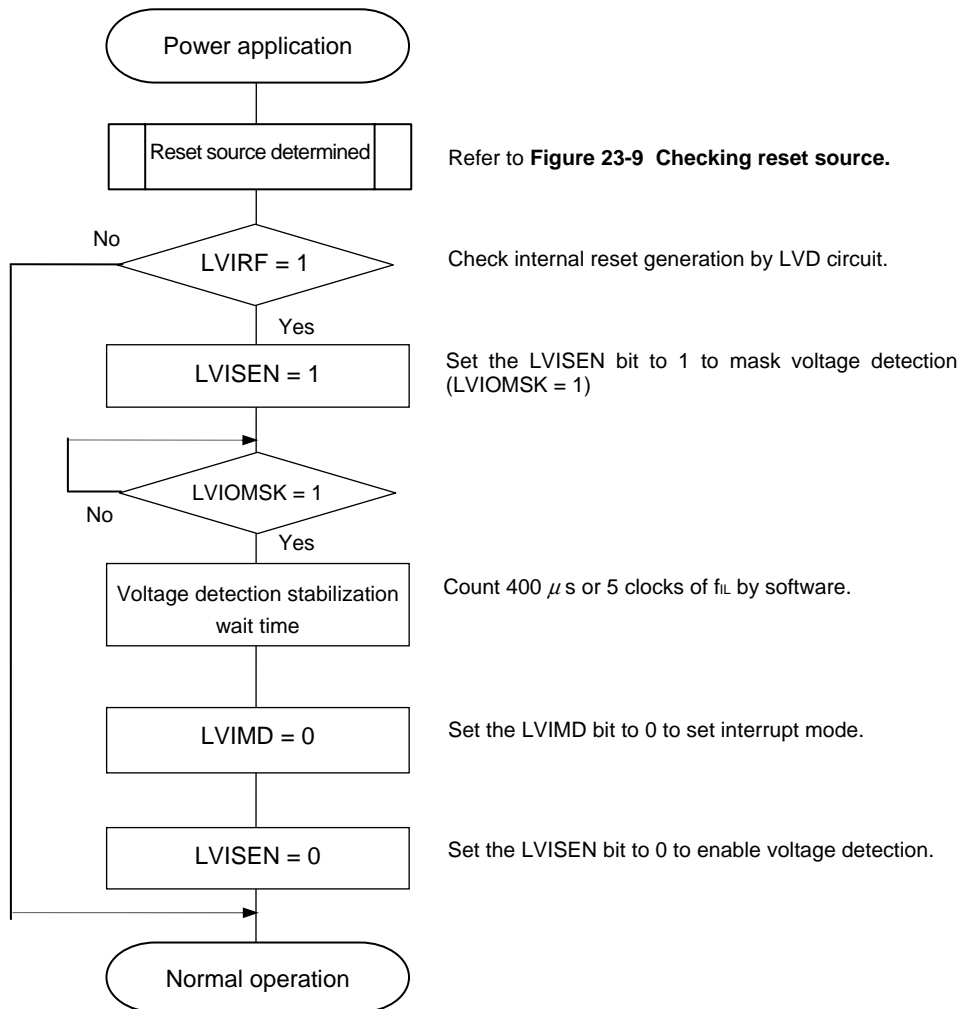 Power application
Reset source determined
Refer to Figure 23-9 Checking reset source.
No
LVIRF = 1
Check internal reset generation by LVD circuit.
Yes
LVISEN = 1
Set the LVISEN bit to 1 to mask voltage detection
(LVIOMSK = 1)
LVIOMSK = 1
No
Yes
Voltage detection stabilization
wait time
Count 400 μs or 5 clocks of fIL by software.
LVIMD = 0
Set the LVIMD bit to 0 to set interrupt mode.
LVISEN = 0
Set the LVISEN bit to 0 to enable voltage detection.
Normal operation